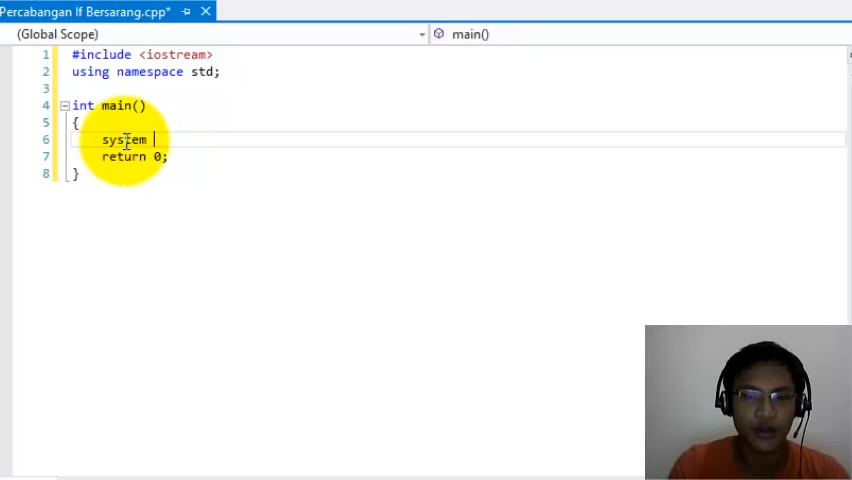 Percabangan If Bersarang.cpp*
(Global Scope) main()
1 #include <iostream>
2 using namespace std;
3
4 int main()
5 {
6 system
7 return 0;
8 }